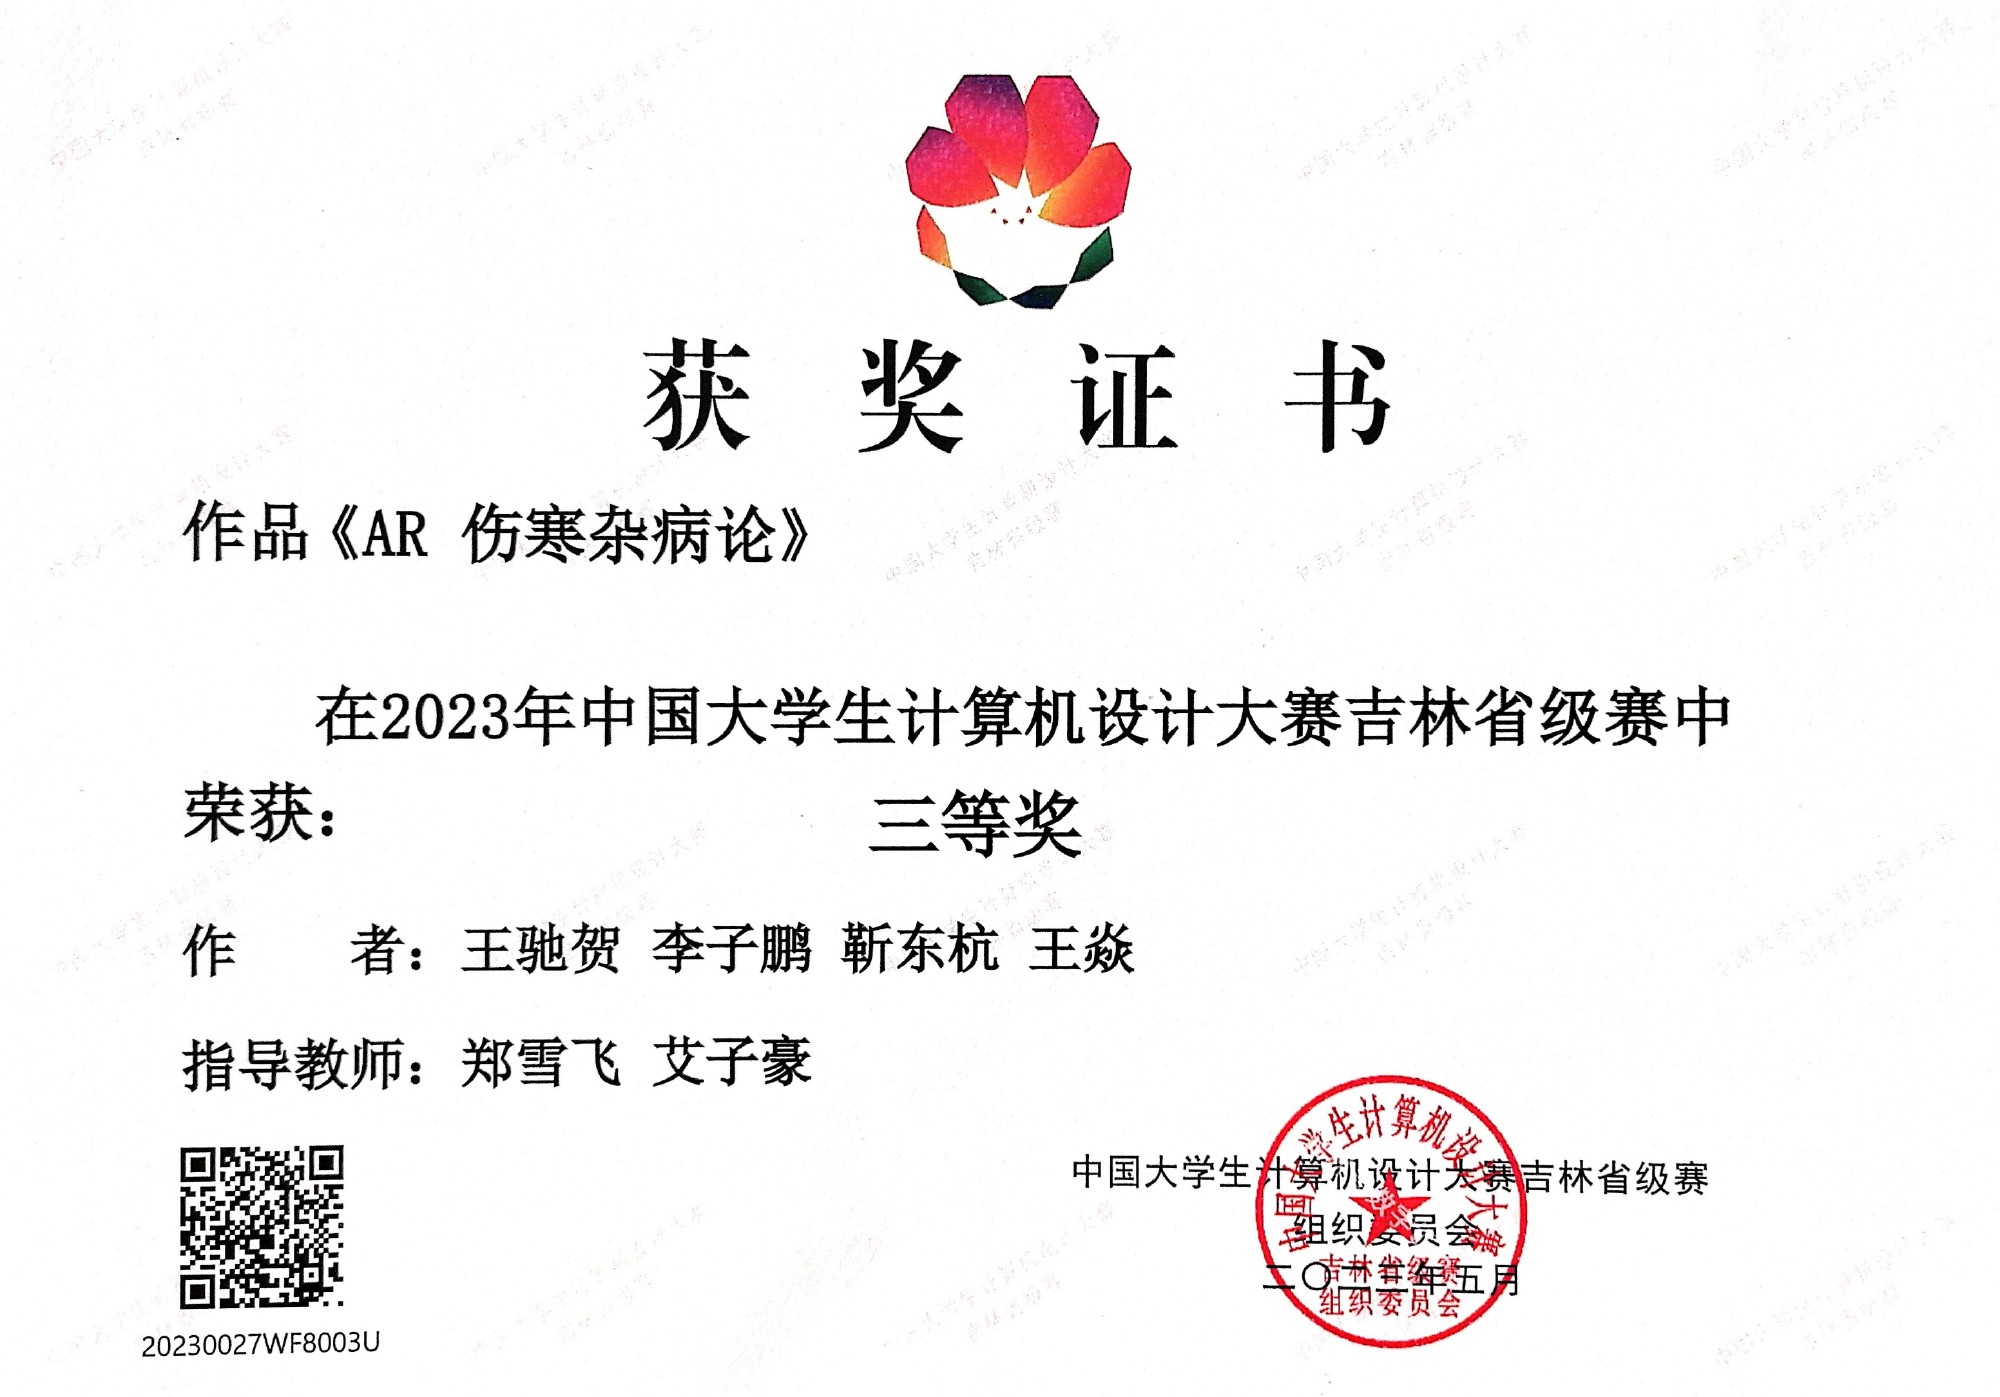 获奖证书
作品《AR 伤寒杂病论》
在2023年中国大学生计算机设计大赛吉林省级赛中
荣获：
三等奖
作 者：王驰贺 李子鹏 靳东杭 王焱
指导教师：郑雪飞 艾子豪
中国大学生计算机设计大赛吉林省级赛
组织委员会
二〇二三年五月
中国大学生计算机设计大赛
吉林省级赛
组织委员会
20230027WF8003U